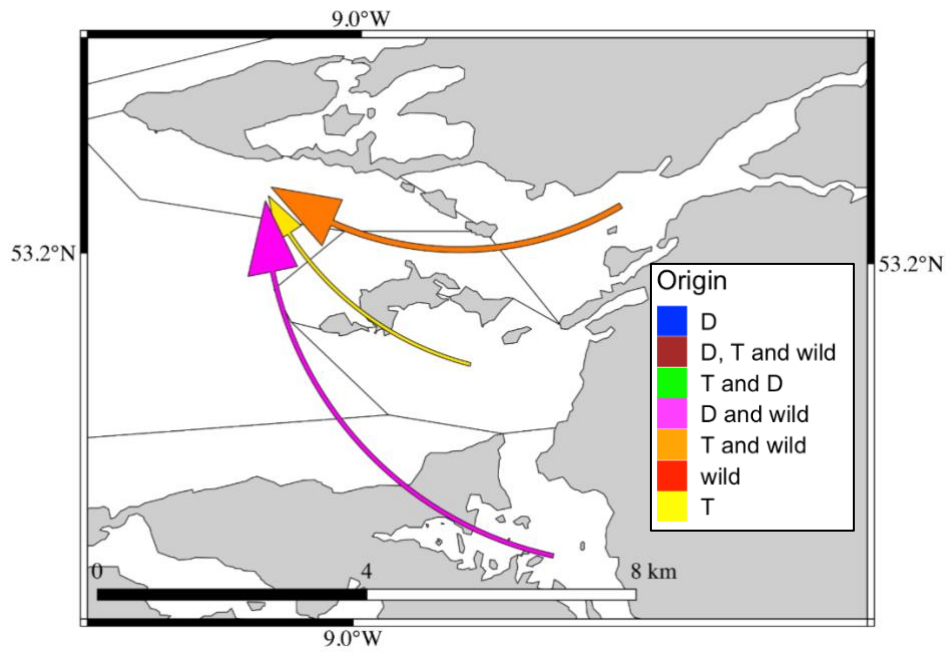 9.0°W
53.2°N
53.2°N
Origin
D
D, T and wild
T and D
D and wild
T and wild
wild
T
0 4 8 km
9.0°W